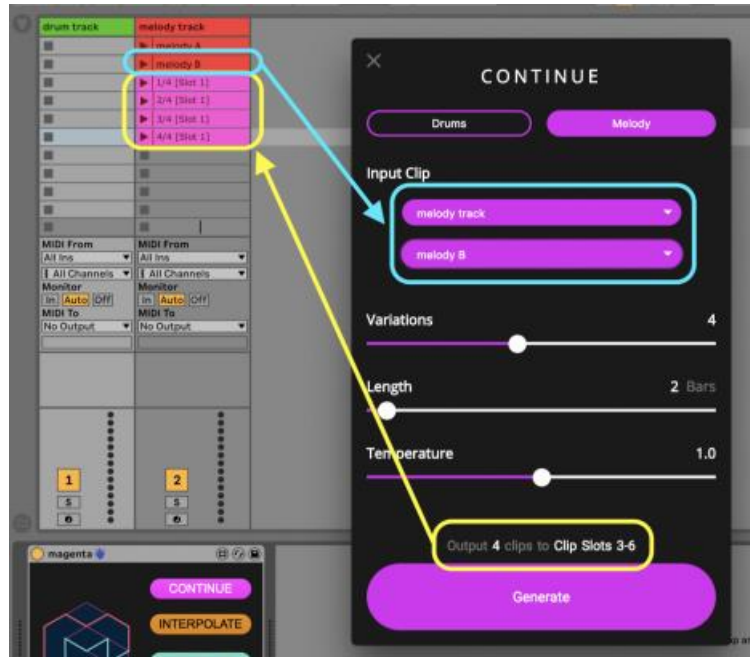 drum track
melody track
melody A
melody B
1/4 [Slot 1]
2/4 [Slot 1]
3/4 [Slot 1]
4/4 [Slot 1]
MIDI From
MIDI From
All Ins
All Ins
All Channels
All Channels
Monitor
Monitor
In Auto Off
In Auto Off
MIDI To
MIDI To
No Output
No Output
1
2
S
S
magenta
CONTINUE
INTERPOLATE
CONTINUE
Drums
Melody
Input Clip
melody track
melody B
Variations
4
Length
2 Bars
Temperature
1.0
Output 4 clips to Clip Slots 3-6
Generate